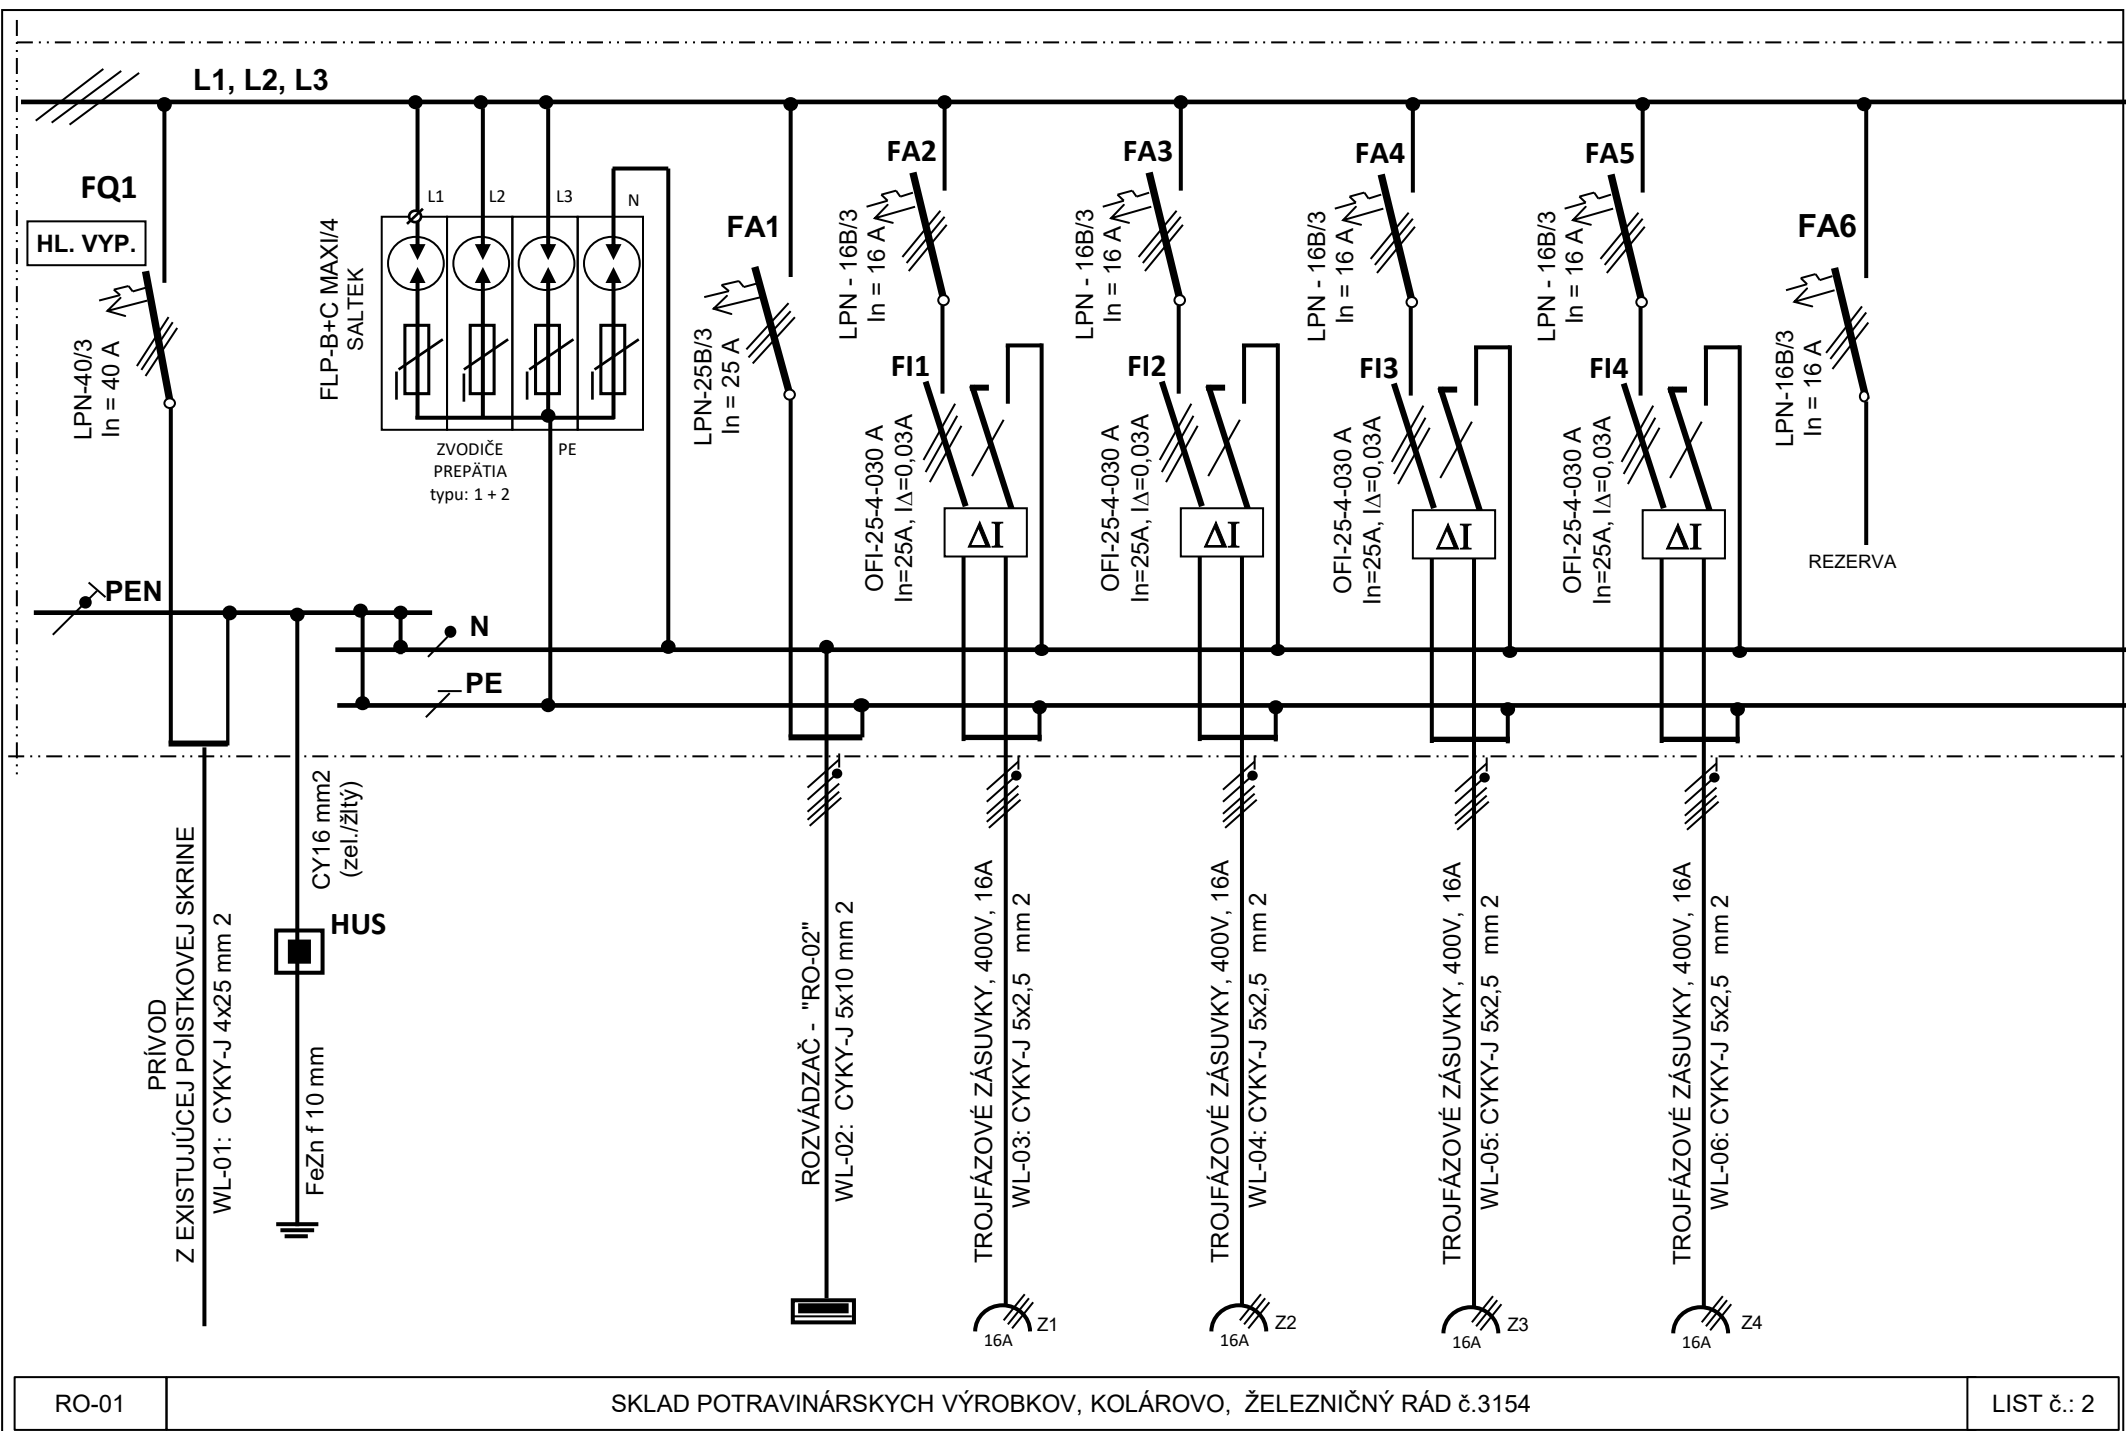 L1, L2, L3
FQ1
HL. VYP.
LPN-40/3
In = 40 A
FLP-B+C MAXI/4
SALTEK
L1
L2
L3
N
ZVODIČE
PREPÄTIA
typu: 1 + 2
PE
FA1
LPN-25B/3
In = 25 A
FA2
LPN - 16B/3
In = 16 A
FI1
OFI-25-4-030 A
In=25A, I∆=0,03A
ΔI
FA3
LPN - 16B/3
In = 16 A
FI2
OFI-25-4-030 A
In=25A, I∆=0,03A
ΔI
FA4
LPN - 16B/3
In = 16 A
FI3
OFI-25-4-030 A
In=25A, I∆=0,03A
ΔI
FA5
LPN - 16B/3
In = 16 A
FI4
OFI-25-4-030 A
In=25A, I∆=0,03A
ΔI
FA6
LPN-16B/3
In = 16 A
REZERVA
PEN
N
PE
PRÍVOD
Z EXISTUJÚCEJ POISTKOVEJ SKRINE
WL-01: CYKY-J 4x25 mm 2
CY16 mm2
(zel./žltý)
HUS
FeZn f 10 mm
ROZVÁDZAČ - "RO-02"
WL-02: CYKY-J 5x10 mm 2
TROJFÁZOVÉ ZÁSUVKY, 400V, 16A
WL-03: CYKY-J 5x2,5 mm 2
16A
Z1
TROJFÁZOVÉ ZÁSUVKY, 400V, 16A
WL-04: CYKY-J 5x2,5 mm 2
16A
Z2
TROJFÁZOVÉ ZÁSUVKY, 400V, 16A
WL-05: CYKY-J 5x2,5 mm 2
16A
Z3
TROJFÁZOVÉ ZÁSUVKY, 400V, 16A
WL-06: CYKY-J 5x2,5 mm 2
16A
Z4
RO-01
SKLAD POTRAVINÁRSKYCH VÝROBKOV, KOLÁROVO, ŽELEZNIČNÝ RÁD č.3154
LIST č.: 2